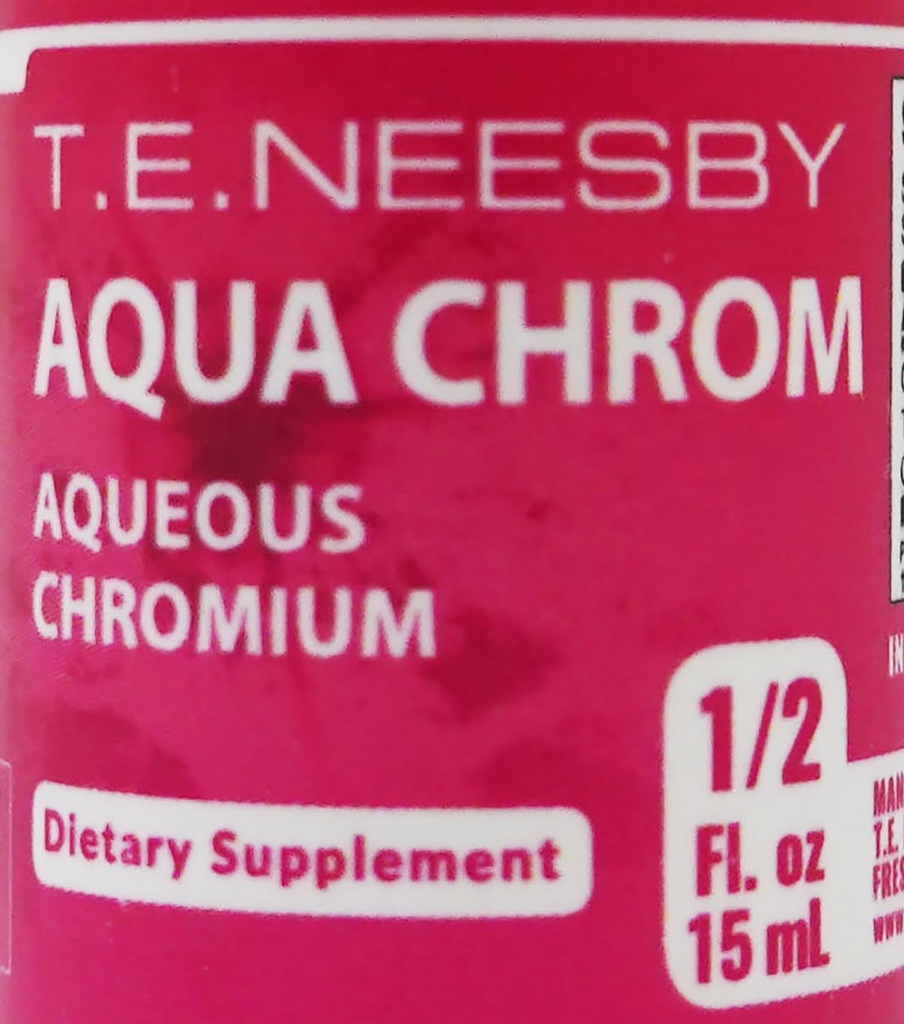 T.E.NEESBY
AQUA CHROM
AQUEOUS
CHROMIUM
Dietary Supplement
1/2
Fl. oz
15 mL
T.E.